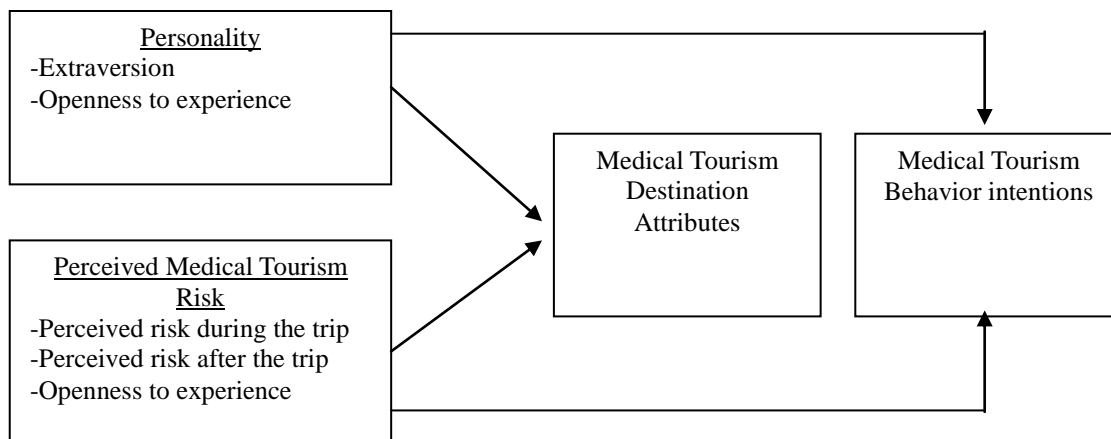 Personality
-Extraversion
-Openness to experience
Medical Tourism
Destination
Attributes
Medical Tourism
Behavior intentions
Perceived Medical Tourism
Risk
-Perceived risk during the trip
-Perceived risk after the trip
-Openness to experience